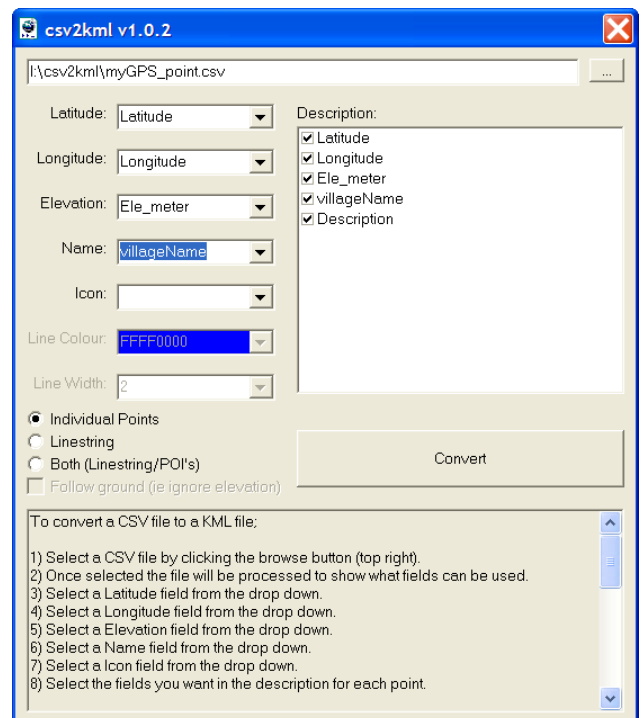 csv2kml v1.0.2
I:\csv2kml\myGPS_point.csv
...
Latitude: Latitude
Longitude: Longitude
Elevation: Ele_meter
Name: villageName
Icon:
Line Colour: FFFF0000
Line Width: 2
Description:
Latitude
Longitude
Ele_meter
villageName
Description
Individual Points
Linestring
Both (Linestring/POI's)
Follow ground (ie ignore elevation)
Convert
To convert a CSV file to a KML file;
1) Select a CSV file by clicking the browse button (top right).
2) Once selected the file will be processed to show what fields can be used.
3) Select a Latitude field from the drop down.
4) Select a Longitude field from the drop down.
5) Select a Elevation field from the drop down.
6) Select a Name field from the drop down.
7) Select a Icon field from the drop down.
8) Select the fields you want in the description for each point.